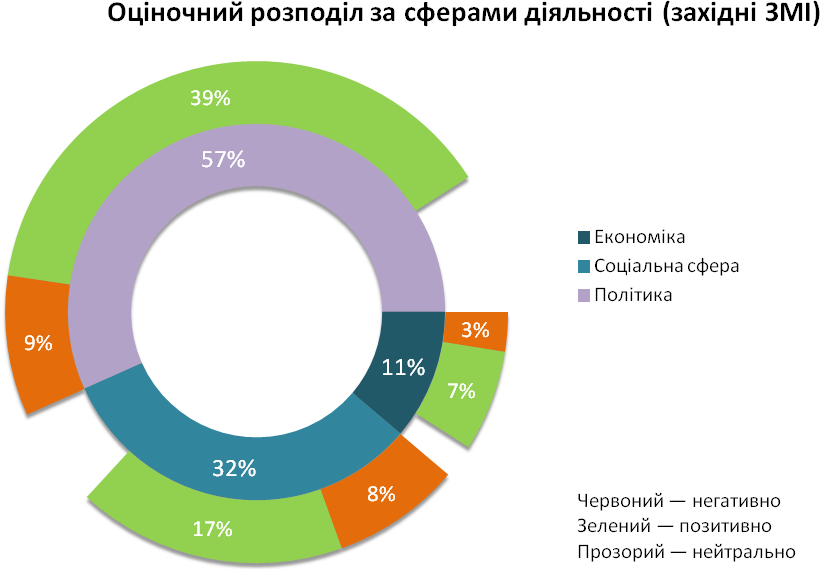 Оціночний розподіл за сферами діяльності (західні ЗМІ)
39%
57%
Економіка
Соціальна сфера
Політика
3%
9%
11%
7%
32%
8%
17%
Червоний — негативно
Зелений — позитивно
Прозорий — нейтрально